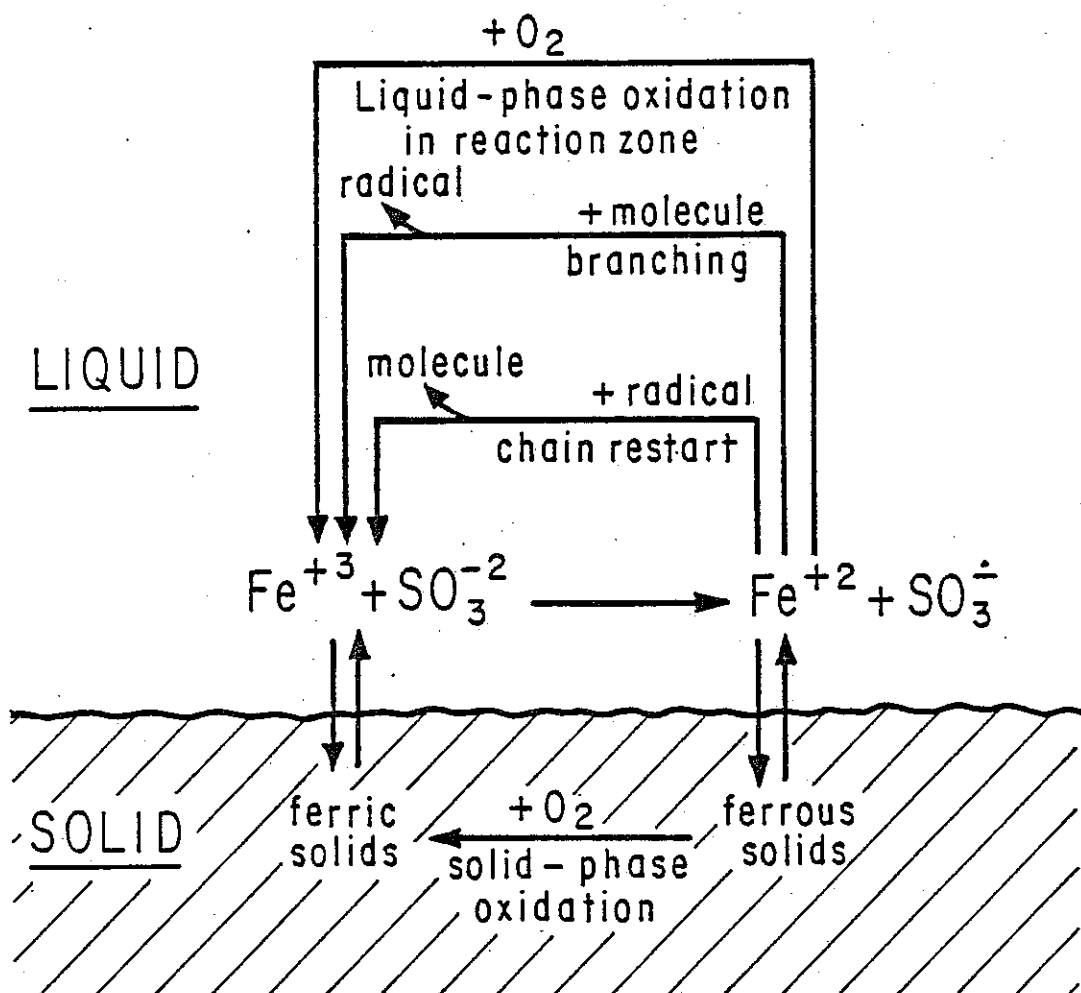 +O₂
Liquid-phase oxidation
in reaction zone
radical
+molecule
branching
LIQUID
molecule
+ radical
chain restart
Fe⁺³ + SO₃⁻² Fe⁺² + SO₃∸
SOLID
ferric
solids
+O₂
solid-phase
oxidation
ferrous
solids